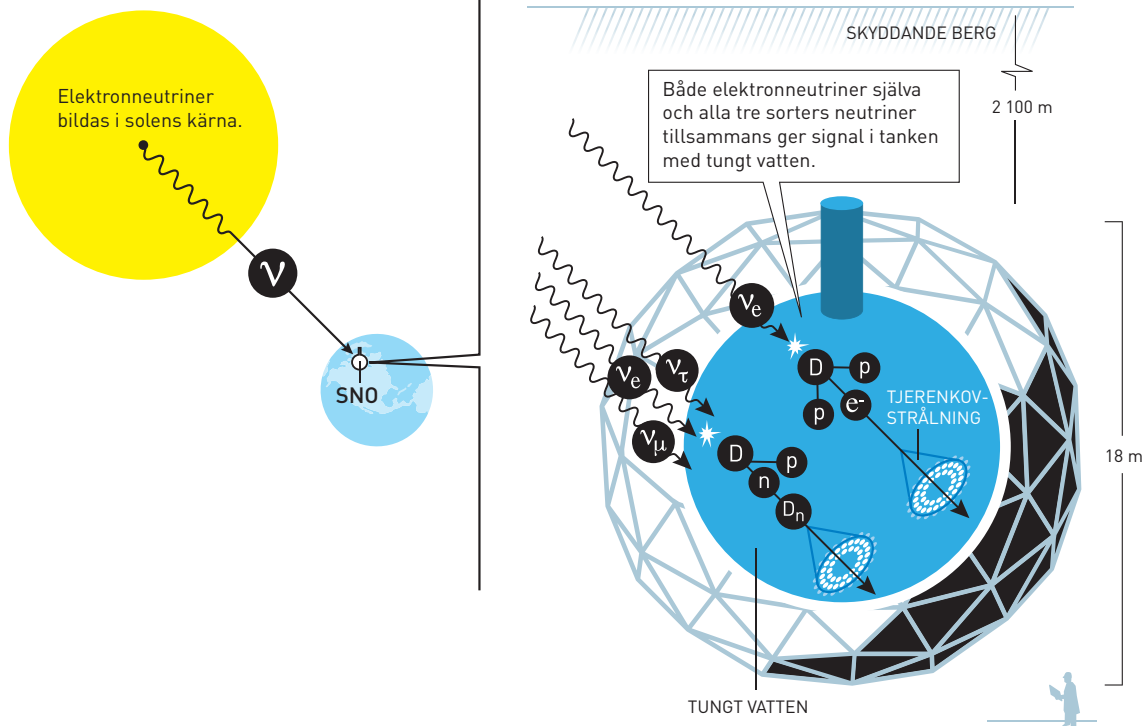 Elektronneutriner
bildas i solens kärna.
ν
SNO
SKYDDANDE BERG
2 100 m
Både elektronneutriner själva
och alla tre sorters neutriner
tillsammans ger signal i tanken
med tungt vatten.
νe
ντ
νe
νμ
D
p
p
e-
TJERENKOV-
STRÅLNING
D
p
n
Dn
18 m
TUNGT VATTEN